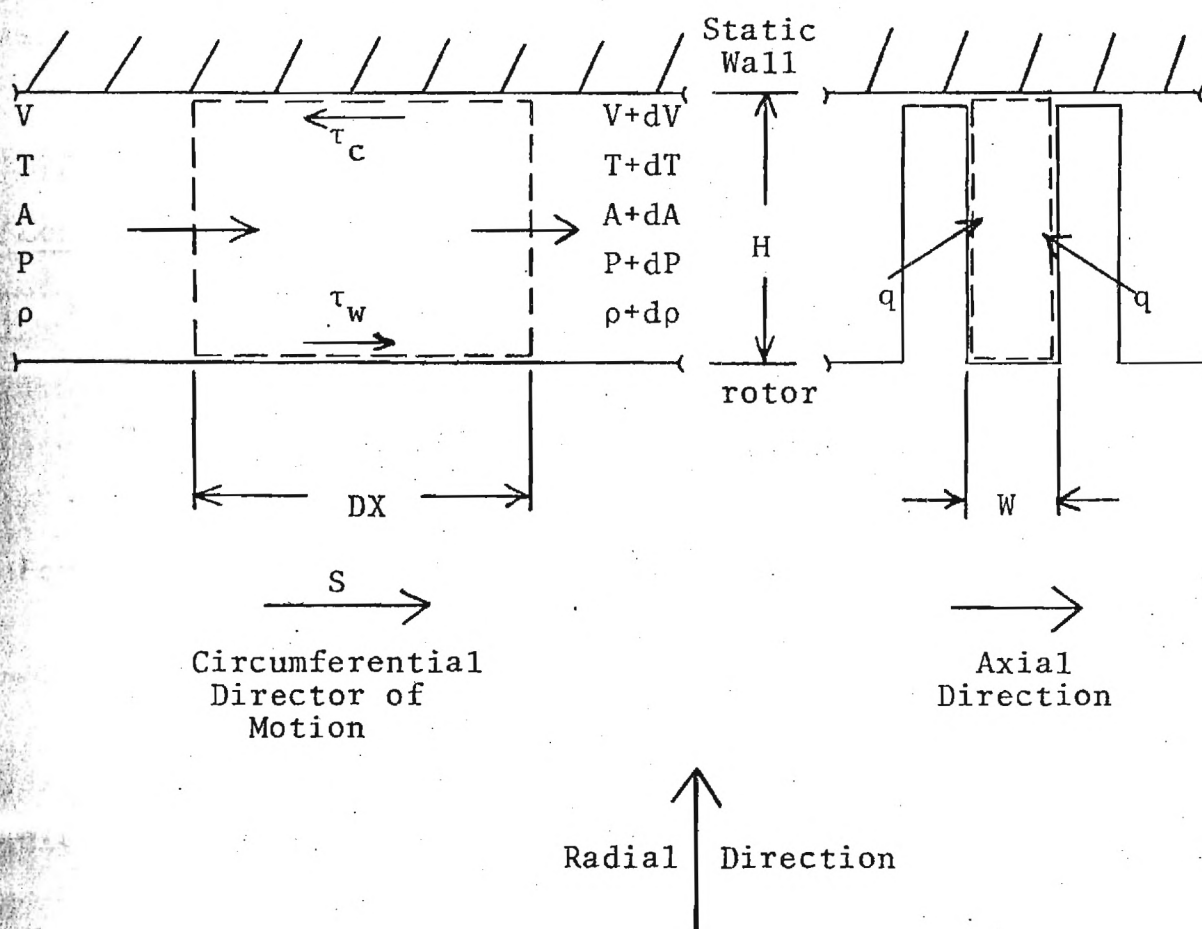 Static
Wall
V
T
A
P
ρ
τc
τw
V+dV
T+dT
A+dA
P+dP
ρ+dρ
H
rotor
q
q
DX
W
S
Circumferential
Director of
Motion
Axial
Direction
Radial Direction